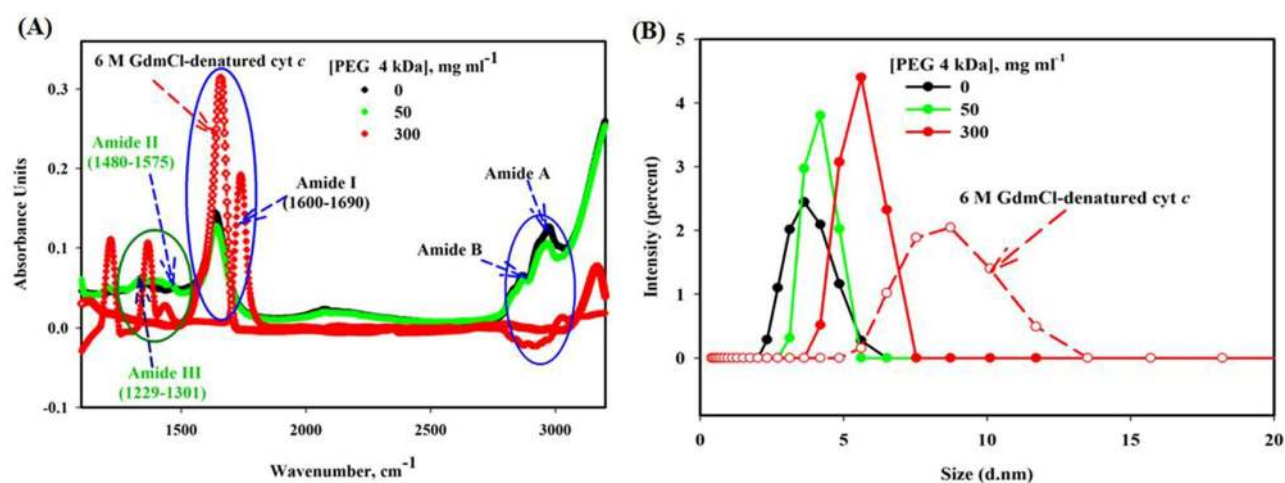 (A)
6 M GdmCl-denatured cyt c
[PEG 4 kDa], mg ml-1
0
50
300
Amide II
(1480-1575)
Amide I
(1600-1690)
Amide A
Amide B
Amide III
(1229-1301)
Absorbance Units
0.3
0.2
0.1
0.0
-0.1
1500
2000
2500
3000
Wavenumber, cm-1
(B)
[PEG 4 kDa], mg ml-1
0
50
300
6 M GdmCl-denatured cyt c
Intensity (percent)
5
4
3
2
1
0
0
5
10
15
20
Size (d.nm)